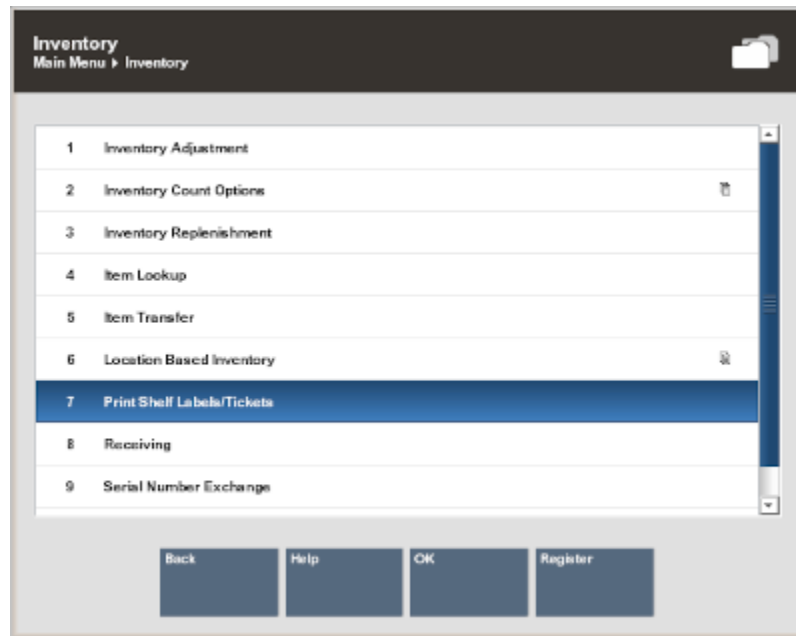 Inventory
Main Menu ▸ Inventory
1 Inventory Adjustment
2 Inventory Count Options
3 Inventory Replenishment
4 Item Lookup
5 Item Transfer
6 Location Based Inventory
7 Print Shelf Labels/Tickets
8 Receiving
9 Serial Number Exchange
Back Help OK Register